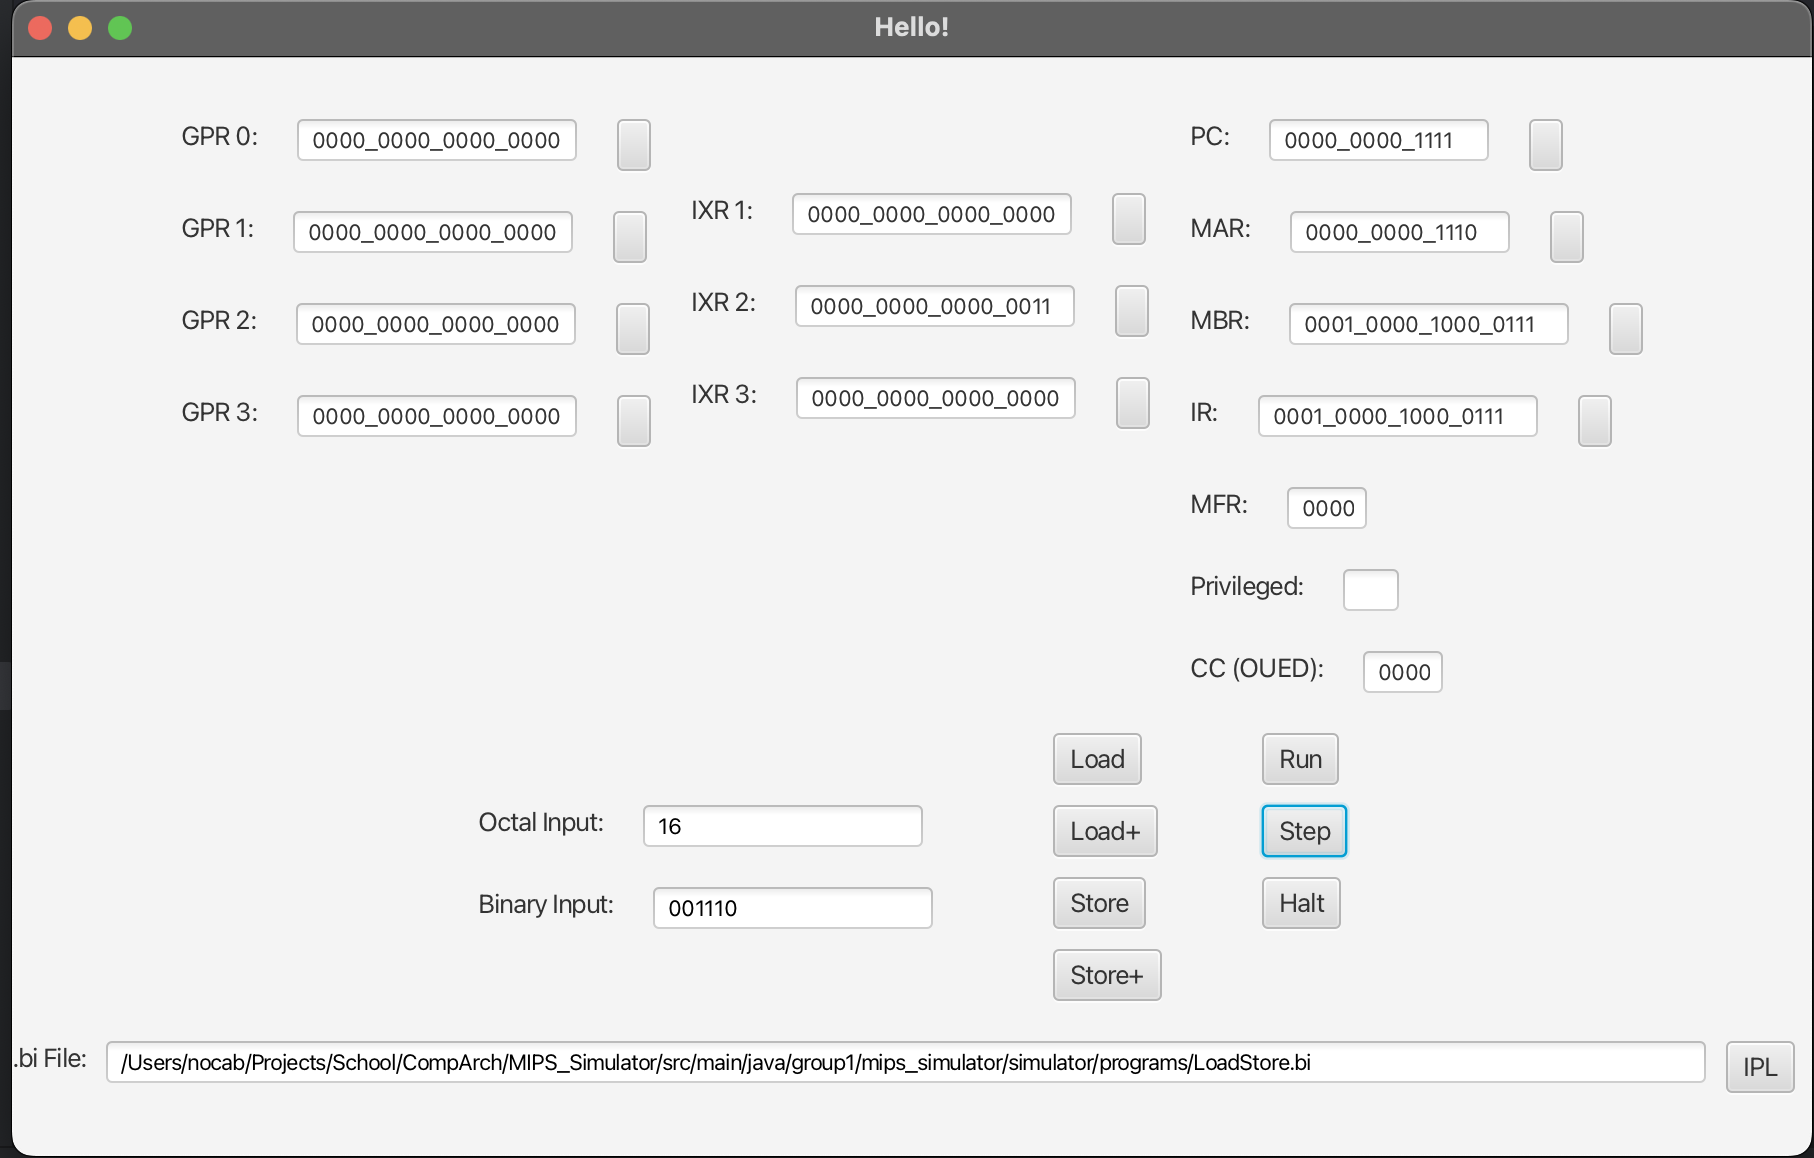 Hello!
GPR 0: 0000_0000_0000_0000
GPR 1: 0000_0000_0000_0000
GPR 2: 0000_0000_0000_0000
GPR 3: 0000_0000_0000_0000
IXR 1: 0000_0000_0000_0000
IXR 2: 0000_0000_0000_0011
IXR 3: 0000_0000_0000_0000
PC: 0000_0000_1111
MAR: 0000_0000_1110
MBR: 0001_0000_1000_0111
IR: 0001_0000_1000_0111
MFR: 0000
Privileged:
CC (OUED): 0000
Octal Input: 16
Binary Input: 001110
Load
Load+
Store
Store+
Run
Step
Halt
.bi File: /Users/nocab/Projects/School/CompArch/MIPS_Simulator/src/main/java/group1/mips_simulator/simulator/programs/LoadStore.bi IPL